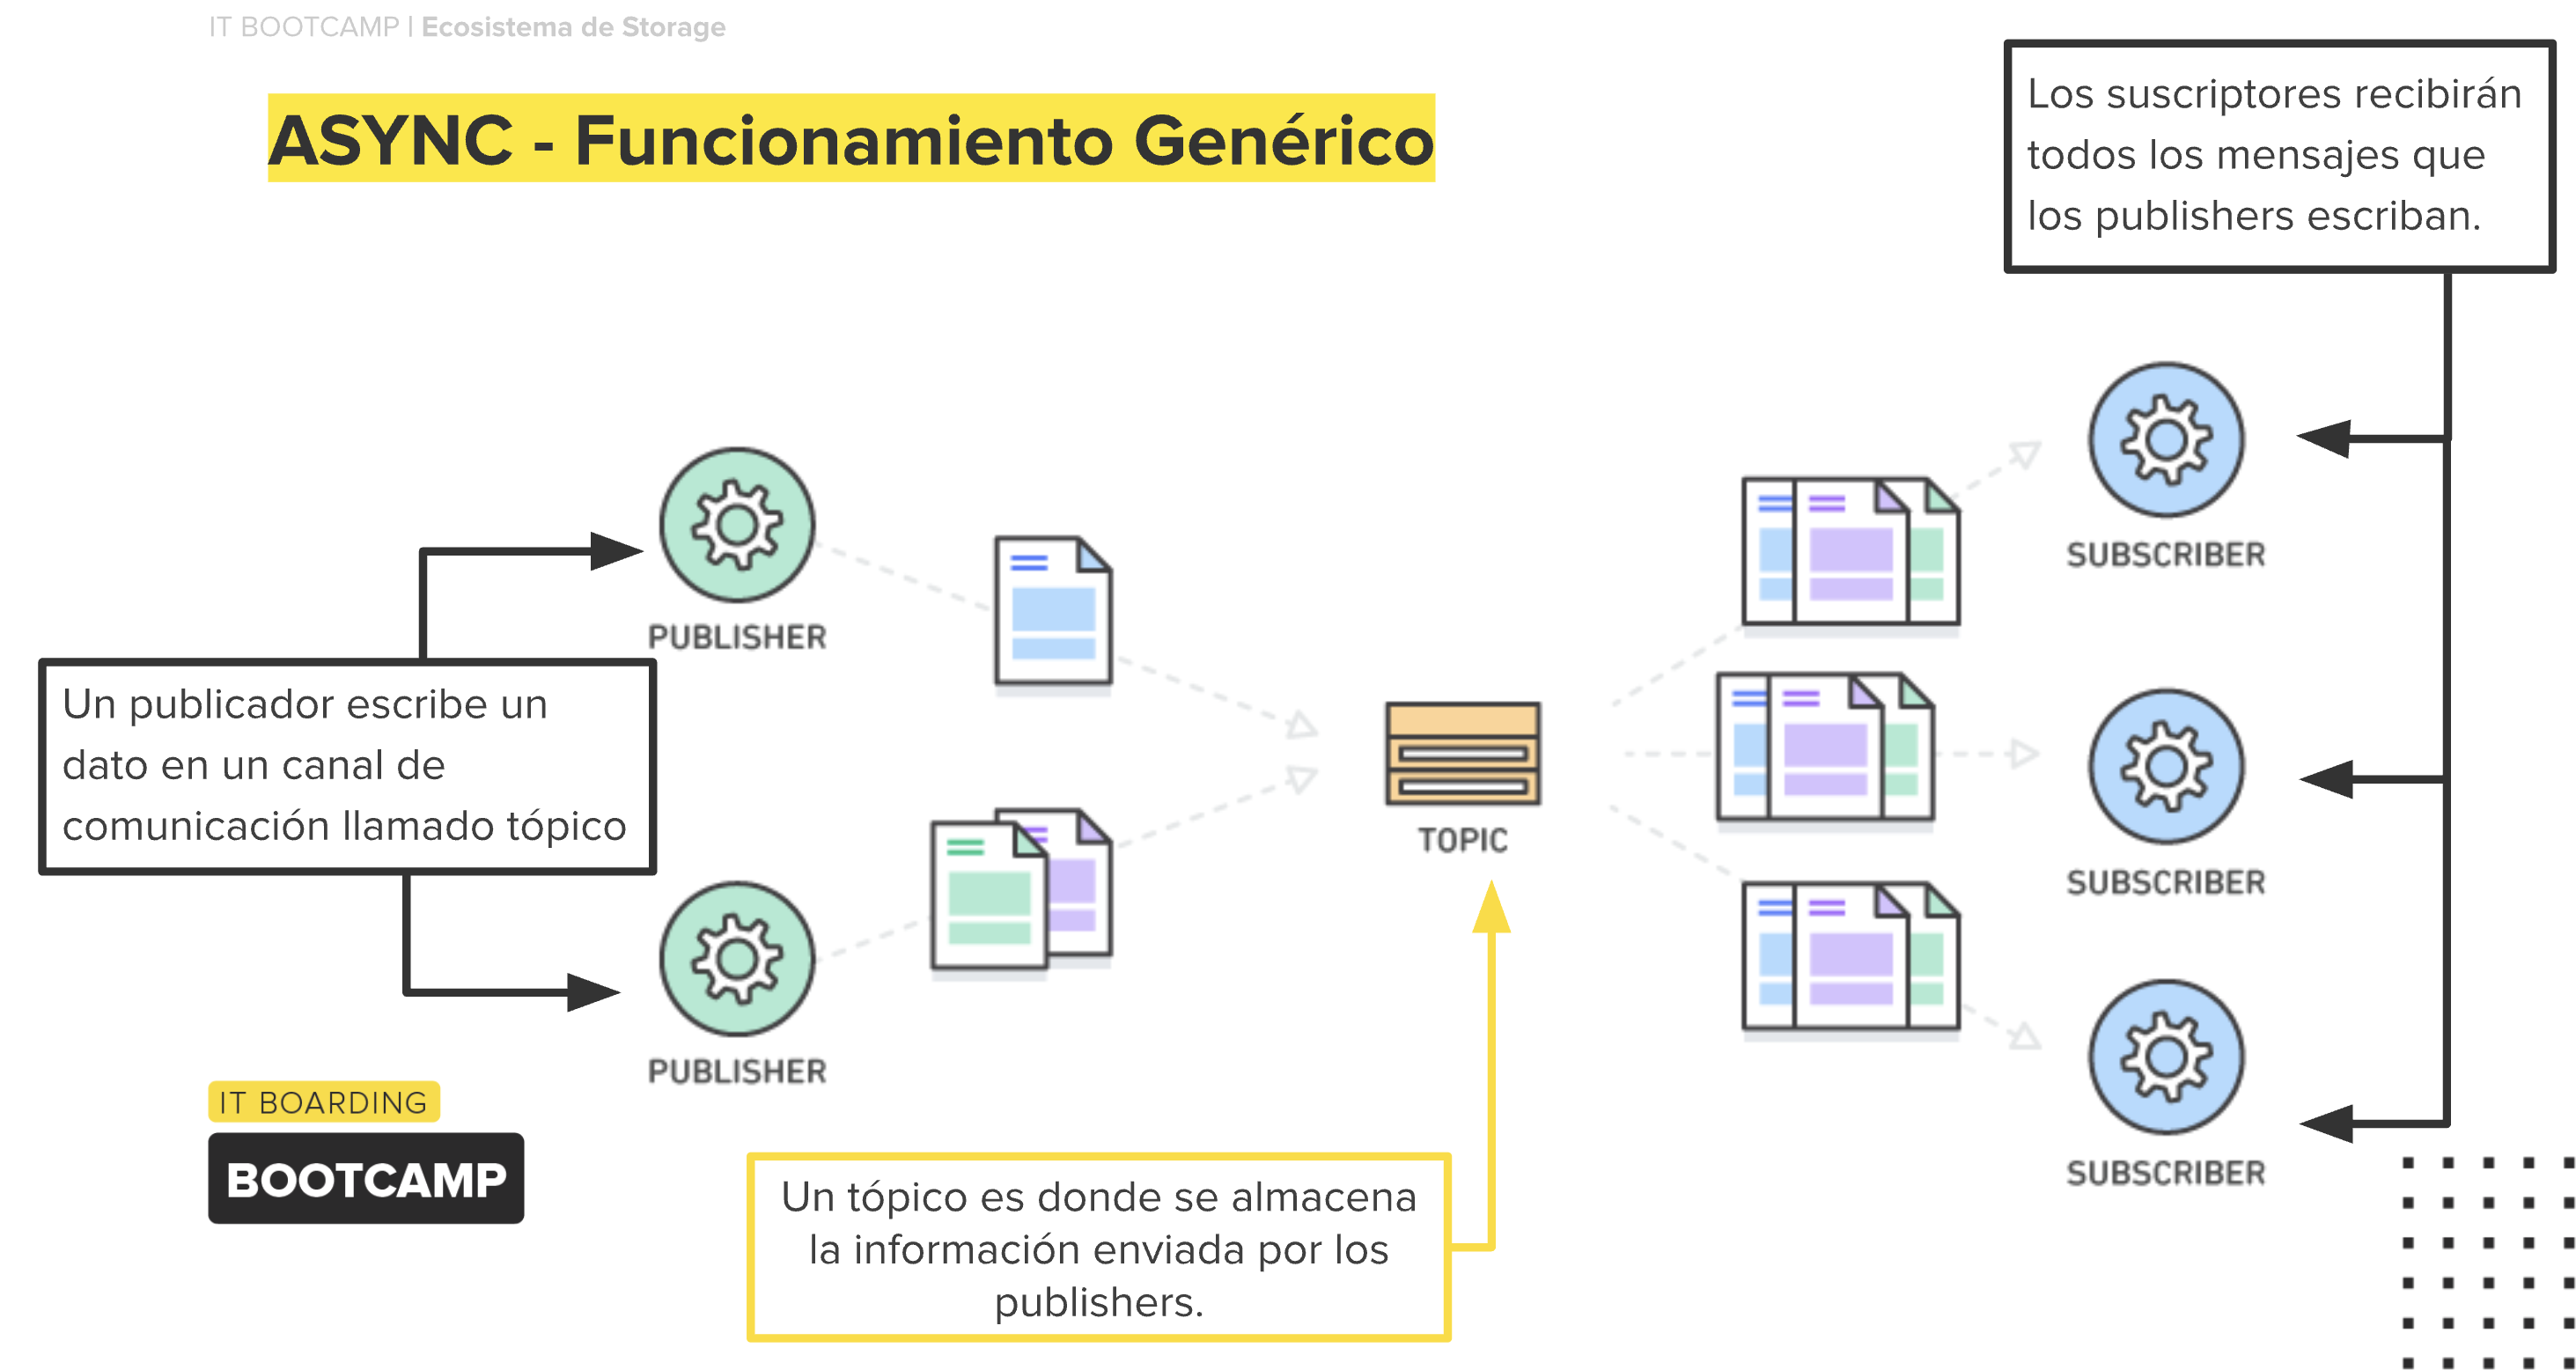 IT BOOTCAMP | Ecosistema de Storage
ASYNC - Funcionamiento Genérico
Los suscriptores recibirán
todos los mensajes que
los publishers escriban.
PUBLISHER
SUBSCRIBER
Un publicador escribe un
dato en un canal de
comunicación llamado tópico
TOPIC
SUBSCRIBER
PUBLISHER
SUBSCRIBER
IT BOARDING
BOOTCAMP
Un tópico es donde se almacena
la información enviada por los
publishers.